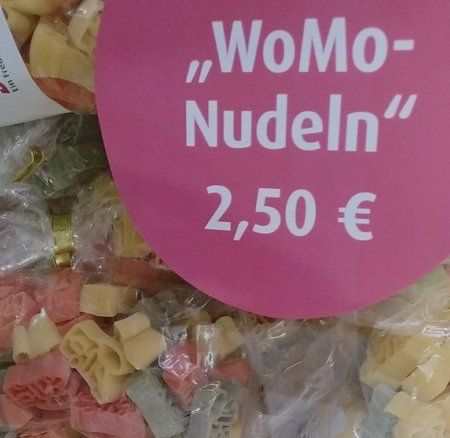 „WoMo-
Nudeln“
2,50 €